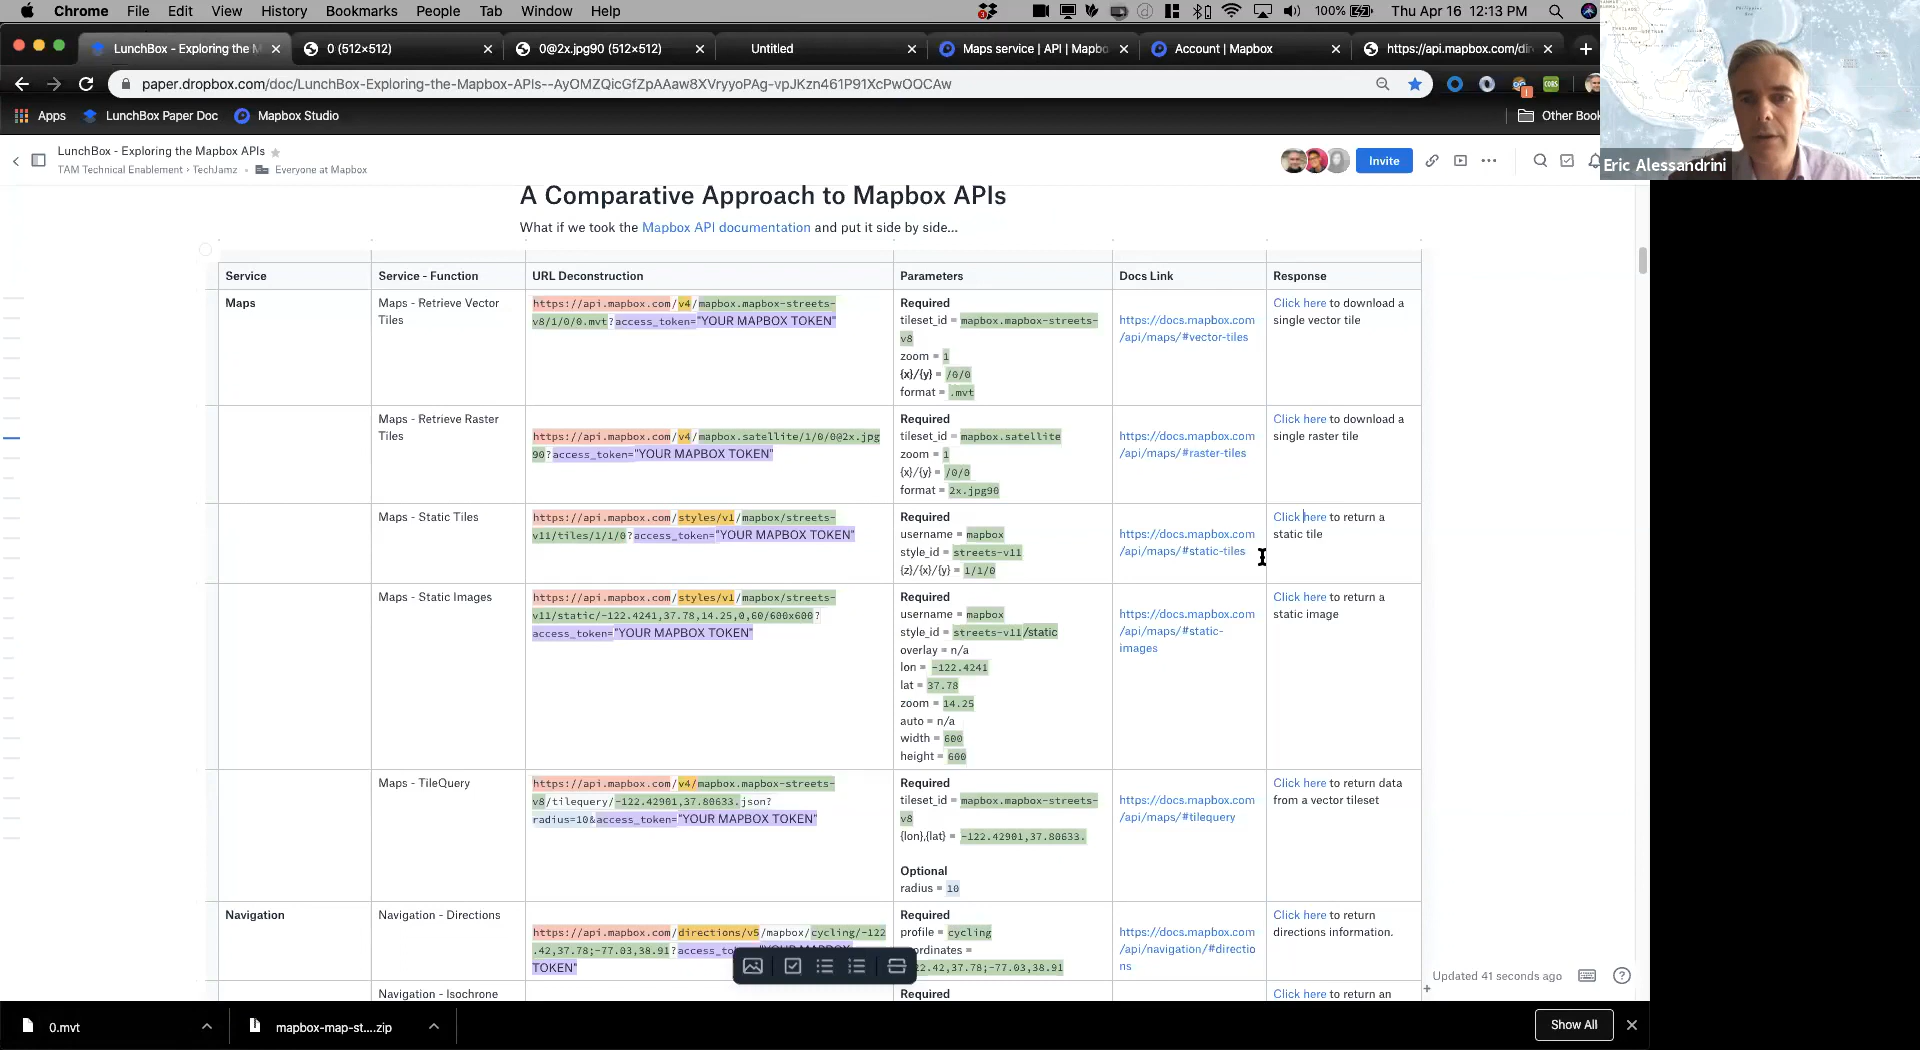 Chrome File Edit View History Bookmarks People Tab Window Help
100% Thu Apr 16 12:13 PM
LunchBox - Exploring the M
0 (512×512)
0@2x.jpg90 (512×512)
Untitled
Maps service | API | Mapbo
Account | Mapbox
https://api.mapbox.com/dir
paper.dropbox.com/doc/LunchBox-Exploring-the-Mapbox-APIs--AyOMZQicGfZpAAaw8XVryyoPAg-vpJKzn461P91XcPwOOCAw
Apps LunchBox Paper Doc Mapbox Studio
Other Book
LunchBox - Exploring the Mapbox APIs
TAM Technical Enablement › TechJamz • Everyone at Mapbox
Invite
Eric Alessandrini
A Comparative Approach to Mapbox APIs
What if we took the Mapbox API documentation and put it side by side...
Service
Service - Function
URL Deconstruction
Parameters
Docs Link
Response
Maps
Maps - Retrieve Vector
Tiles
https://api.mapbox.com/v4/mapbox.mapbox-streets-
v8/1/0/0.mvt?access_token="YOUR MAPBOX TOKEN"
Required
tileset_id = mapbox.mapbox-streets-
v8
zoom = 1
{x}/{y} = /0/0
format = .mvt
https://docs.mapbox.com
/api/maps/#vector-tiles
Click here to download a
single vector tile
Maps - Retrieve Raster
Tiles
https://api.mapbox.com/v4/mapbox.satellite/1/0/0@2x.jpg
90?access_token="YOUR MAPBOX TOKEN"
Required
tileset_id = mapbox.satellite
zoom = 1
{x}/{y} = /0/0
format = 2x.jpg90
https://docs.mapbox.com
/api/maps/#raster-tiles
Click here to download a
single raster tile
Maps - Static Tiles
https://api.mapbox.com/styles/v1/mapbox/streets-
v11/tiles/1/1/0?access_token="YOUR MAPBOX TOKEN"
Required
username = mapbox
style_id = streets-v11
{z}/{x}/{y} = 1/1/0
https://docs.mapbox.com
/api/maps/#static-tiles
Click here to return a
static tile
Maps - Static Images
https://api.mapbox.com/styles/v1/mapbox/streets-
v11/static/-122.4241,37.78,14.25,0,60/600x600?
access_token="YOUR MAPBOX TOKEN"
Required
username = mapbox
style_id = streets-v11/static
overlay = n/a
lon = -122.4241
lat = 37.78
zoom = 14.25
auto = n/a
width = 600
height = 600
https://docs.mapbox.com
/api/maps/#static-
images
Click here to return a
static image
Maps - TileQuery
https://api.mapbox.com/v4/mapbox.mapbox-streets-
v8/tilequery/-122.42901,37.80633.json?
radius=10&access_token="YOUR MAPBOX TOKEN"
Required
tileset_id = mapbox.mapbox-streets-
v8
{lon},{lat} = -122.42901,37.80633.
Optional
radius = 10
https://docs.mapbox.com
/api/maps/#tilequery
Click here to return data
from a vector tileset
Navigation
Navigation - Directions
https://api.mapbox.com/directions/v5/mapbox/cycling/-122
.42,37.78;-77.03,38.91?access_to
TOKEN"
Required
profile = cycling
ordinates =
22.42,37.78;-77.03,38.91
https://docs.mapbox.com
/api/navigation/#directio
ns
Click here to return
directions information.
Navigation - Isochrone
Required
Click here to return an
Updated 41 seconds ago
0.mvt
mapbox-map-st....zip
Show All